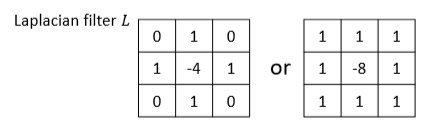 Laplacian filter L
0 1 0 1 1 1
1 -4 1 or 1 -8 1
0 1 0 1 1 1